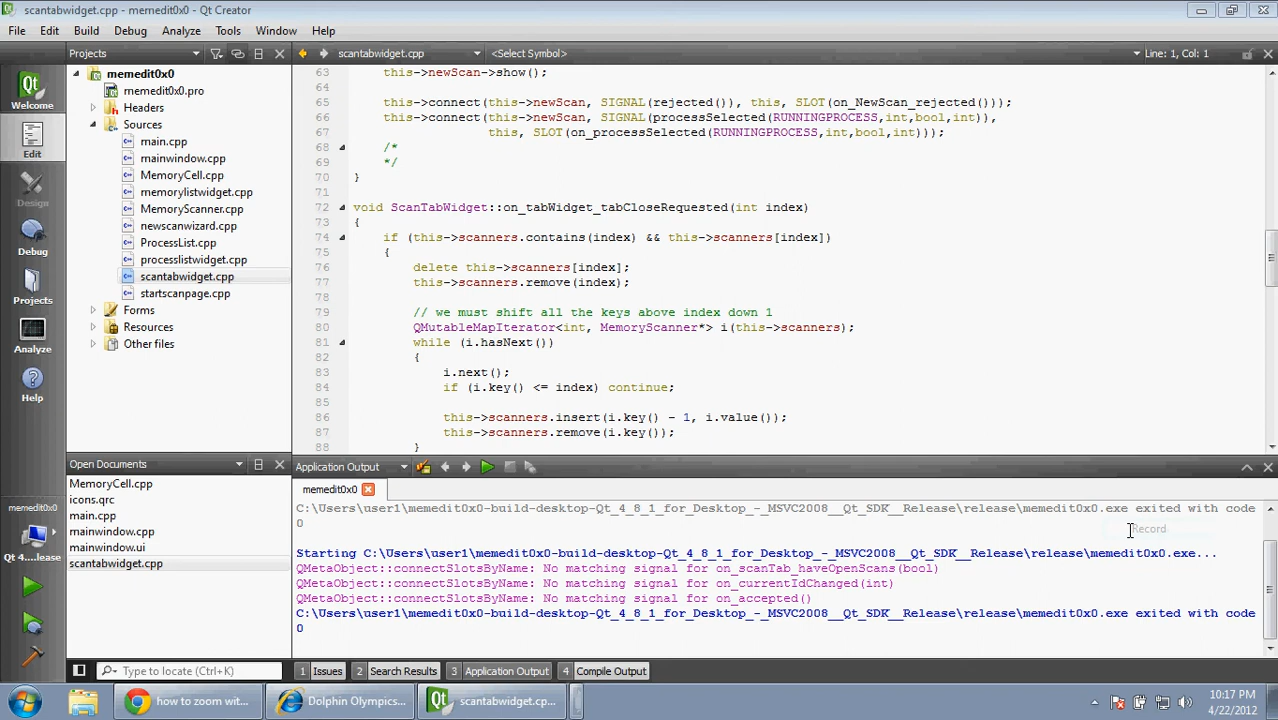 scantabwidget.cpp - memedit0x0 - Qt Creator
File Edit Build Debug Analyze Tools Window Help
Projects
scantabwidget.cpp
<Select Symbol>
Line: 1, Col: 1
Welcome
Edit
Design
Debug
Projects
Analyze
Help
memedit0x0
Qt 4....lease
memedit0x0
memedit0x0.pro
Headers
Sources
main.cpp
mainwindow.cpp
MemoryCell.cpp
memorylistwidget.cpp
MemoryScanner.cpp
newscanwizard.cpp
ProcessList.cpp
processlistwidget.cpp
scantabwidget.cpp
startscanpage.cpp
Forms
Resources
Other files
Open Documents
MemoryCell.cpp
icons.qrc
main.cpp
mainwindow.cpp
mainwindow.ui
scantabwidget.cpp
63 this->newScan->show();
64
65 this->connect(this->newScan, SIGNAL(rejected()), this, SLOT(on_NewScan_rejected()));
66 this->connect(this->newScan, SIGNAL(processSelected(RUNNINGPROCESS,int,bool,int)),
67 this, SLOT(on_processSelected(RUNNINGPROCESS,int,bool,int)));
68 /*
69 */
70 }
71
72 void ScanTabWidget::on_tabWidget_tabCloseRequested(int index)
73 {
74 if (this->scanners.contains(index) && this->scanners[index])
75 {
76 delete this->scanners[index];
77 this->scanners.remove(index);
78
79 // we must shift all the keys above index down 1
80 QMutableMapIterator<int, MemoryScanner*> i(this->scanners);
81 while (i.hasNext())
82 {
83 i.next();
84 if (i.key() <= index) continue;
85
86 this->scanners.insert(i.key() - 1, i.value());
87 this->scanners.remove(i.key());
88 }
Application Output
memedit0x0
C:\Users\user1\memedit0x0-build-desktop-Qt_4_8_1_for_Desktop_-_MSVC2008__Qt_SDK__Release\release\memedit0x0.exe exited with code
0
Record
Starting C:\Users\user1\memedit0x0-build-desktop-Qt_4_8_1_for_Desktop_-_MSVC2008__Qt_SDK__Release\release\memedit0x0.exe...
QMetaObject::connectSlotsByName: No matching signal for on_scanTab_haveOpenScans(bool)
QMetaObject::connectSlotsByName: No matching signal for on_currentIdChanged(int)
QMetaObject::connectSlotsByName: No matching signal for on_accepted()
C:\Users\user1\memedit0x0-build-desktop-Qt_4_8_1_for_Desktop_-_MSVC2008__Qt_SDK__Release\release\memedit0x0.exe exited with code
0
Type to locate (Ctrl+K)
1 Issues 2 Search Results 3 Application Output 4 Compile Output
how to zoom wit...
Dolphin Olympics...
scantabwidget.cp...
10:17 PM
4/22/2012